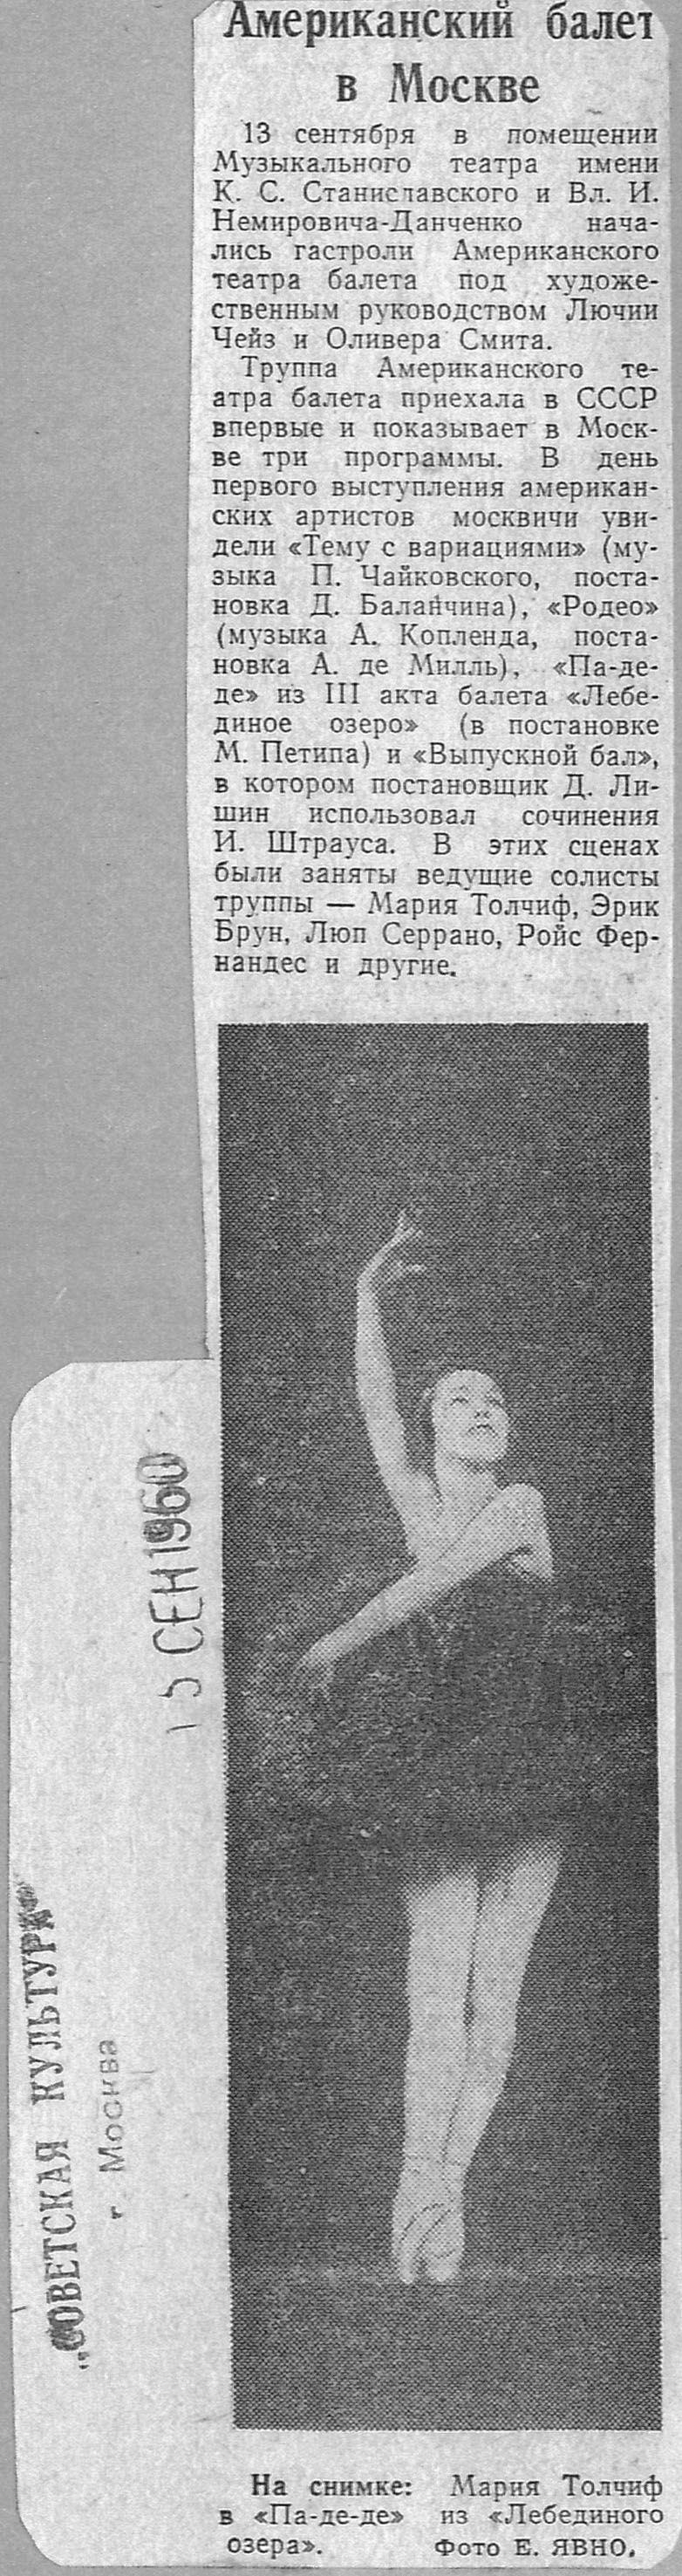 Американский балет
в Москве
13 сентября в помещении
Музыкального театра имени
К. С. Станиславского и Вл. И.
Немировича-Данченко нача-
лись гастроли Американского
театра балета под художе-
ственным руководством Лючии
Чейз и Оливера Смита.
Труппа Американского те-
атра балета приехала в СССР
впервые и показывает в Моск-
ве три программы. В день
первого выступления американ-
ских артистов москвичи уви-
дели «Тему с вариациями» (му-
зыка П. Чайковского, поста-
новка Д. Баланчина), «Родео»
(музыка А. Копленда, поста-
новка А. де Милль), «Па-де-
де» из III акта балета «Лебе-
диное озеро» (в постановке
М. Петипа) и «Выпускной бал»,
в котором постановщик Д. Ли-
шин использовал сочинения
И. Штрауса. В этих сценах
были заняты ведущие солисты
труппы — Мария Толчиф, Эрик
Брун, Люп Серрано, Ройс Фер-
нандес и другие.
15 СЕН 1960
„СОВЕТСКАЯ КУЛЬТУРА"
г. Москва
На снимке: Мария Толчиф
в «Па-де-де» из «Лебединого
озера». Фото Е. ЯВНО.